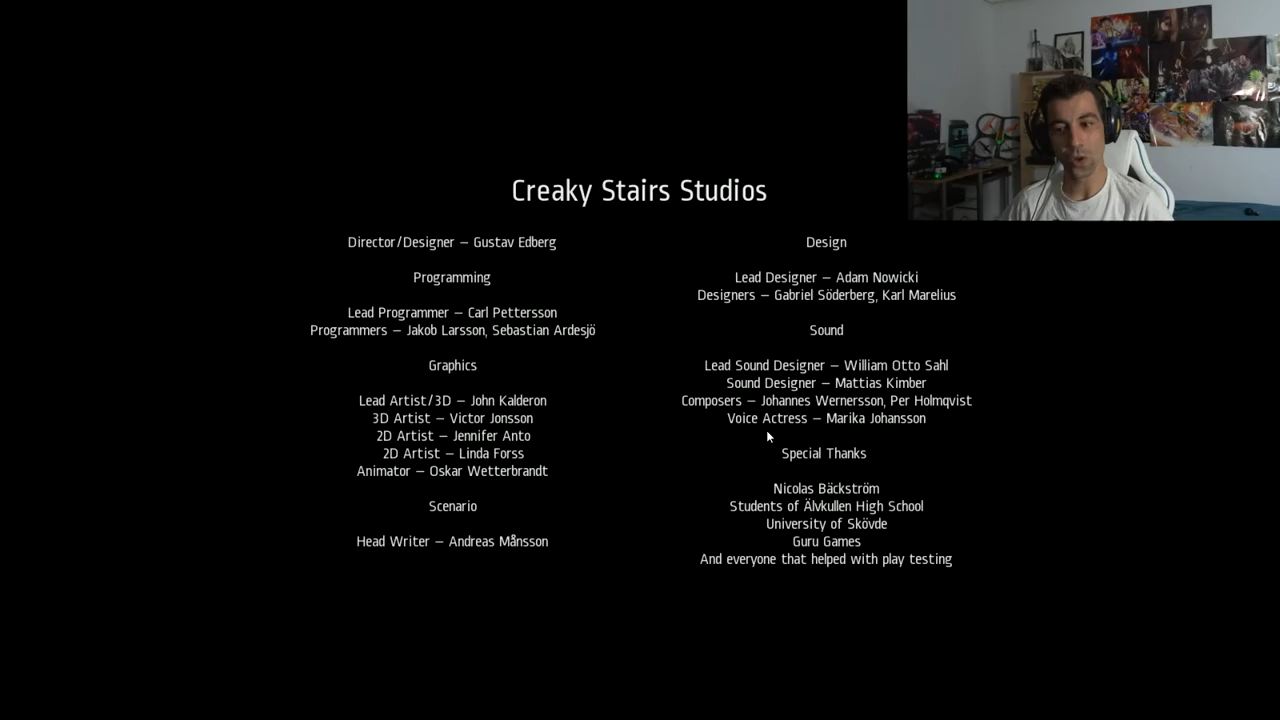 Creaky Stairs Studios
Director/Designer – Gustav Edberg
Programming
Lead Programmer – Carl Pettersson
Programmers – Jakob Larsson, Sebastian Ardesjö
Graphics
Lead Artist/3D – John Kalderon
3D Artist – Victor Jonsson
2D Artist – Jennifer Anto
2D Artist – Linda Forss
Animator – Oskar Wetterbrandt
Scenario
Head Writer – Andreas Månsson
Design
Lead Designer – Adam Nowicki
Designers – Gabriel Söderberg, Karl Marelius
Sound
Lead Sound Designer – William Otto Sahl
Sound Designer – Mattias Kimber
Composers – Johannes Wernersson, Per Holmqvist
Voice Actress – Marika Johansson
Special Thanks
Nicolas Bäckström
Students of Älvkullen High School
University of Skövde
Guru Games
And everyone that helped with play testing